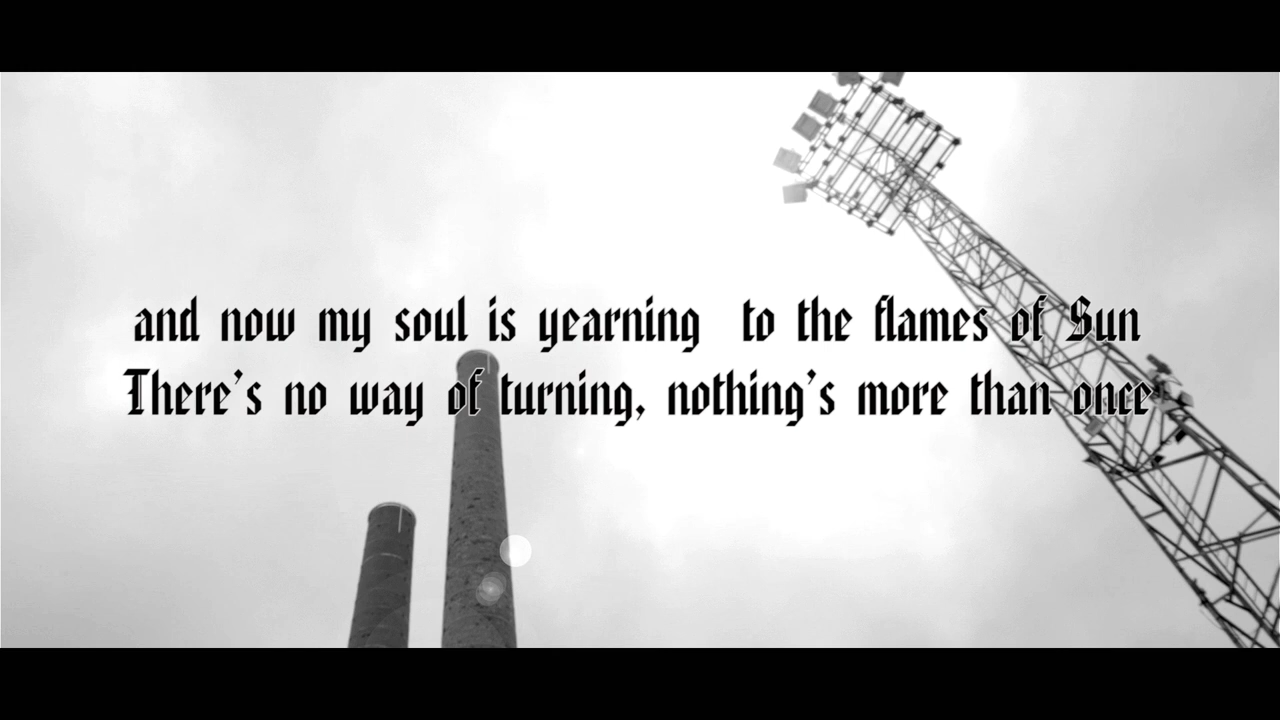 and now my soul is yearning  to the flames of Sun
There's no way of turning, nothing's more than once